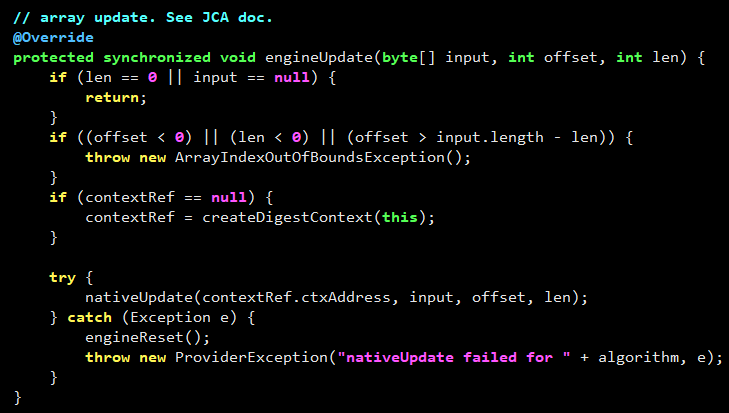 // array update. See JCA doc.
@Override
protected synchronized void engineUpdate(byte[] input, int offset, int len) {
    if (len == 0 || input == null) {
        return;
    }
    if ((offset < 0) || (len < 0) || (offset > input.length - len)) {
        throw new ArrayIndexOutOfBoundsException();
    }
    if (contextRef == null) {
        contextRef = createDigestContext(this);
    }

    try {
        nativeUpdate(contextRef.ctxAddress, input, offset, len);
    } catch (Exception e) {
        engineReset();
        throw new ProviderException("nativeUpdate failed for " + algorithm, e);
    }
}